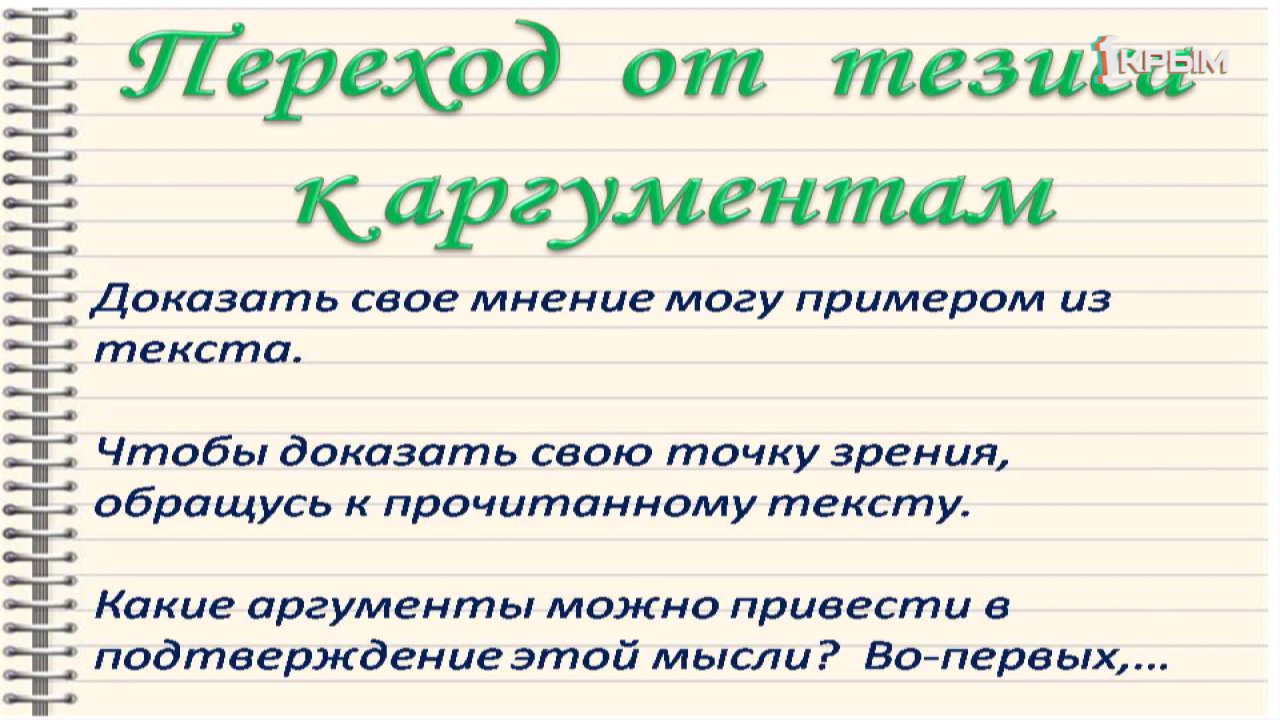 Переход от тезиса
1КРЫМ
к аргументам
Доказать свое мнение могу примером из
текста.
Чтобы доказать свою точку зрения,
обращусь к прочитанному тексту.
Какие аргументы можно привести в
подтверждение этой мысли? Во-первых,...